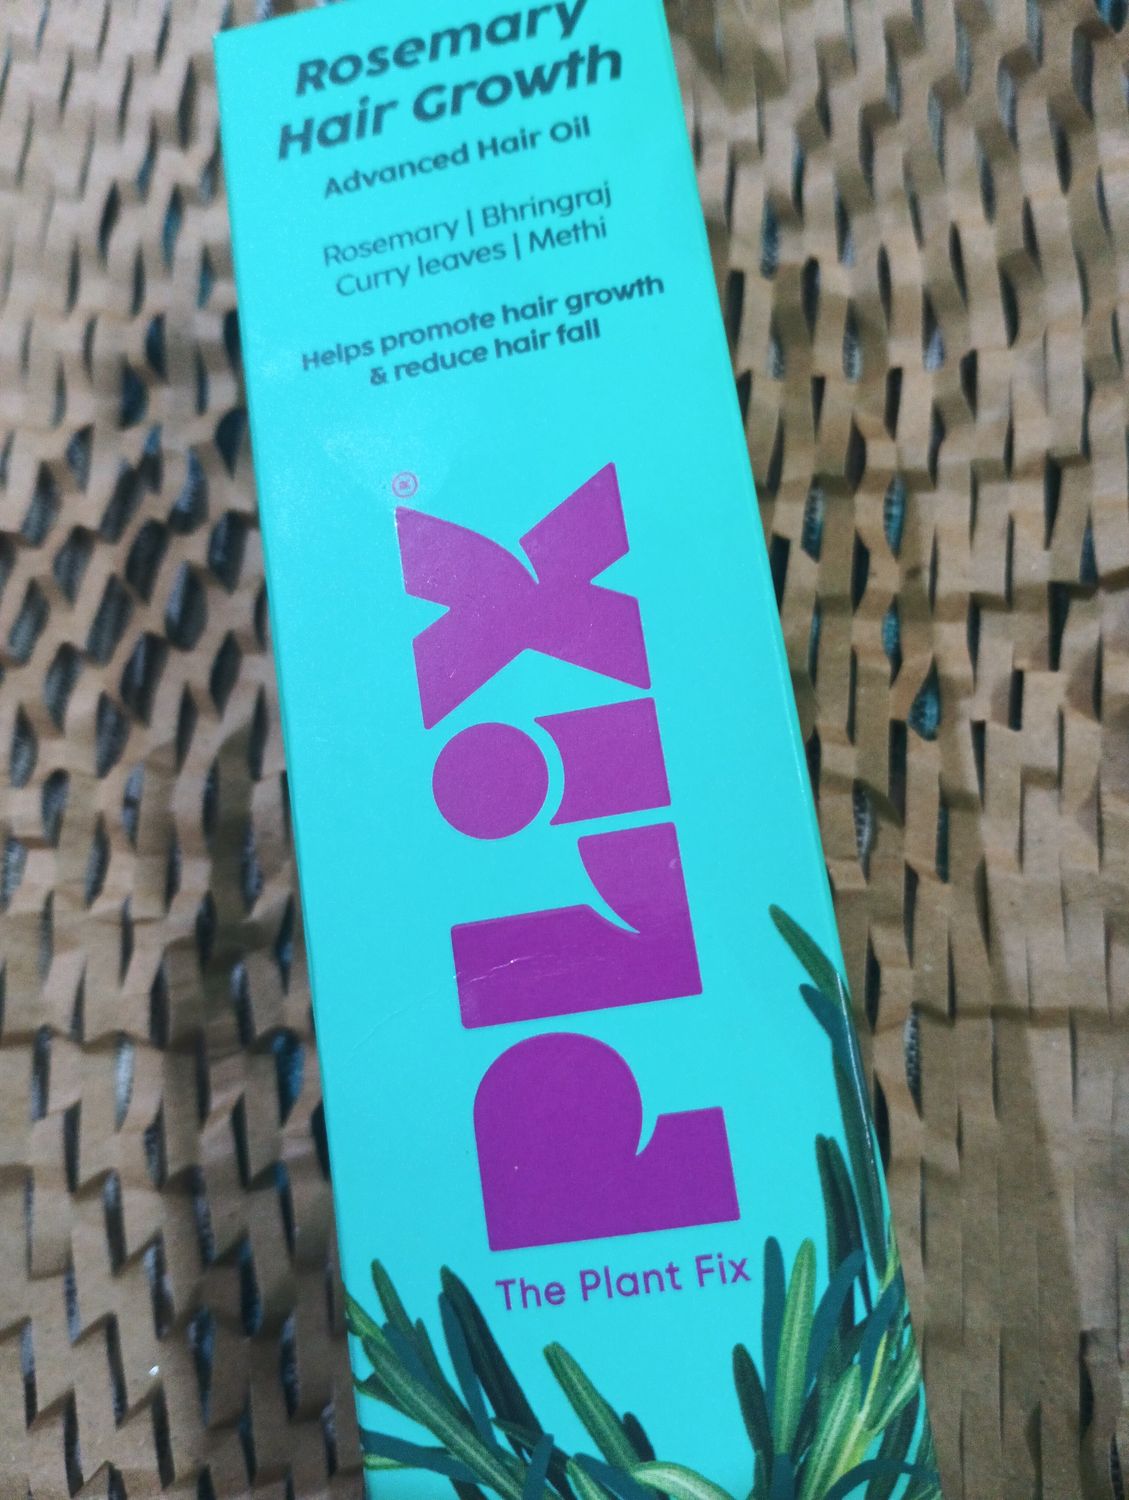 Rosemary
Hair Growth
Advanced Hair Oil
Rosemary | Bhringraj
Curry leaves | Methi
Helps promote hair growth
& reduce hair fall
PLIX®
The Plant Fix